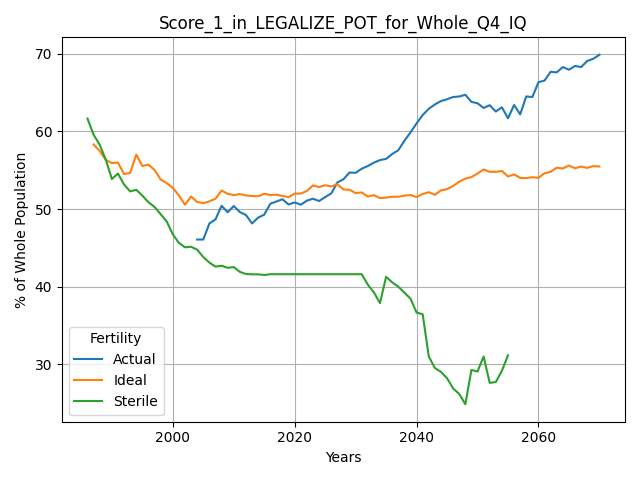 Score_1_in_LEGALIZE_POT_for_Whole_Q4_IQ
% of Whole Population
70
60
50
40
30
Fertility
Actual
Ideal
Sterile
2000
2020
2040
2060
Years